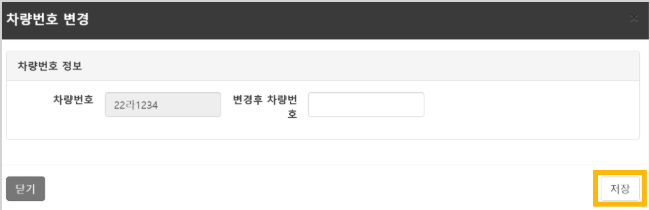 차량번호 변경
×
차량번호 정보
차량번호 22라1234 변경후 차량번
호
닫기 저장